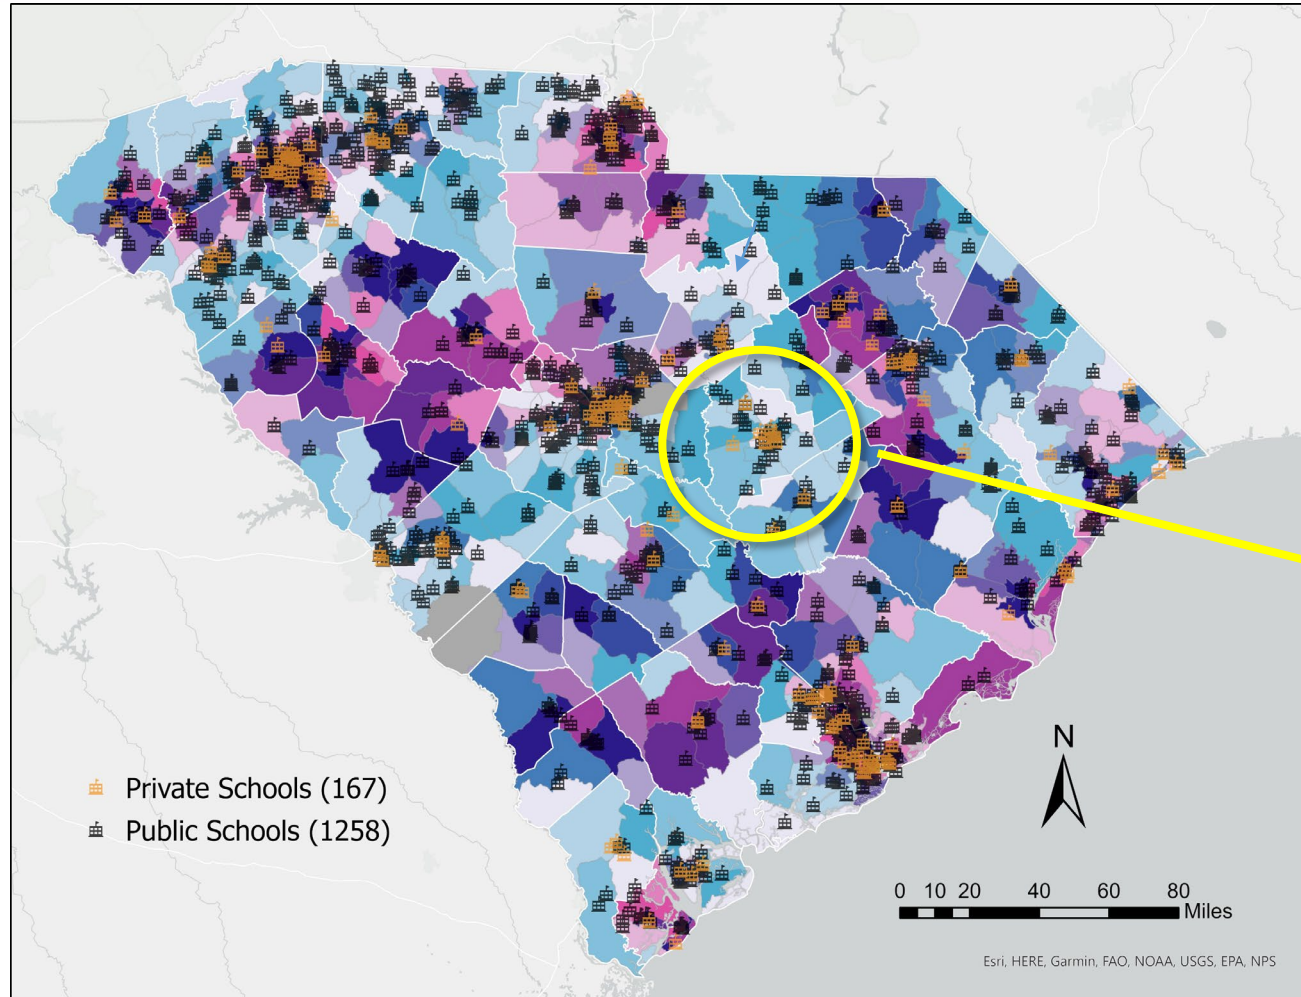 Private Schools (167)
Public Schools (1258)
N
0 10 20 40 60 80
Miles
Esri, HERE, Garmin, FAO, NOAA, USGS, EPA, NPS